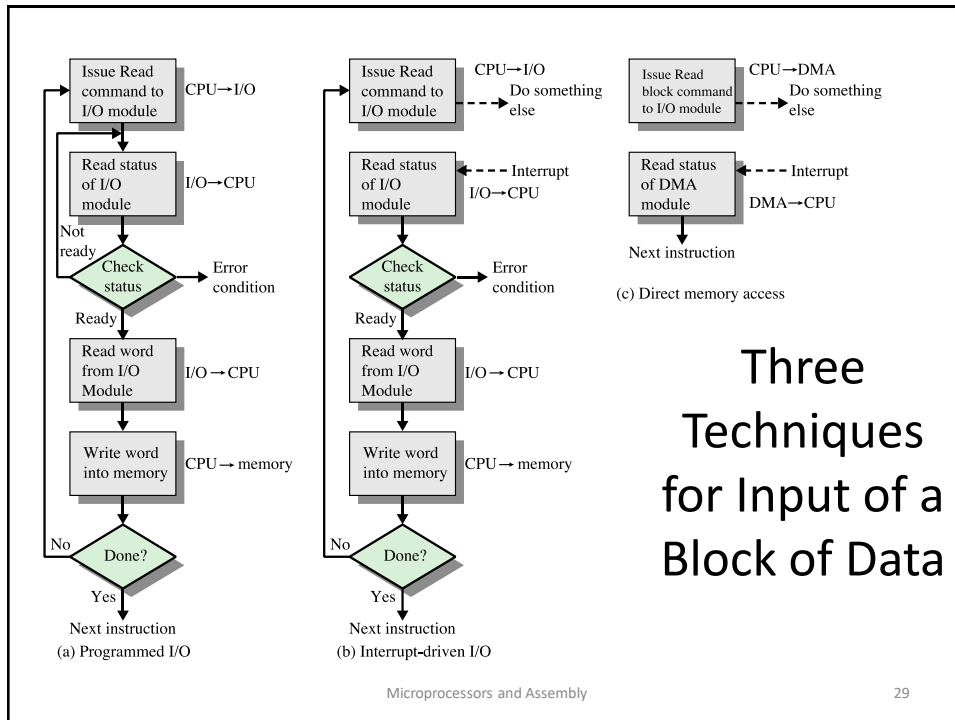 Issue Read
command to
I/O module
CPU→I/O
Read status
of I/O
module
I/O→CPU
Not
ready
Check
status
Error
condition
Ready
Read word
from I/O
Module
I/O→CPU
Write word
into memory
CPU→memory
No
Done?
Yes
Next instruction
(a) Programmed I/O
Issue Read
command to
I/O module
CPU→I/O
Do something
else
Read status
of I/O
module
Interrupt
I/O→CPU
Check
status
Error
condition
Ready
Read word
from I/O
Module
I/O→CPU
Write word
into memory
CPU→memory
No
Done?
Yes
Next instruction
(b) Interrupt-driven I/O
Issue Read
block command
to I/O module
CPU→DMA
Do something
else
Read status
of DMA
module
Interrupt
DMA→CPU
Next instruction
(c) Direct memory access
Three
Techniques
for Input of a
Block of Data
Microprocessors and Assembly
29